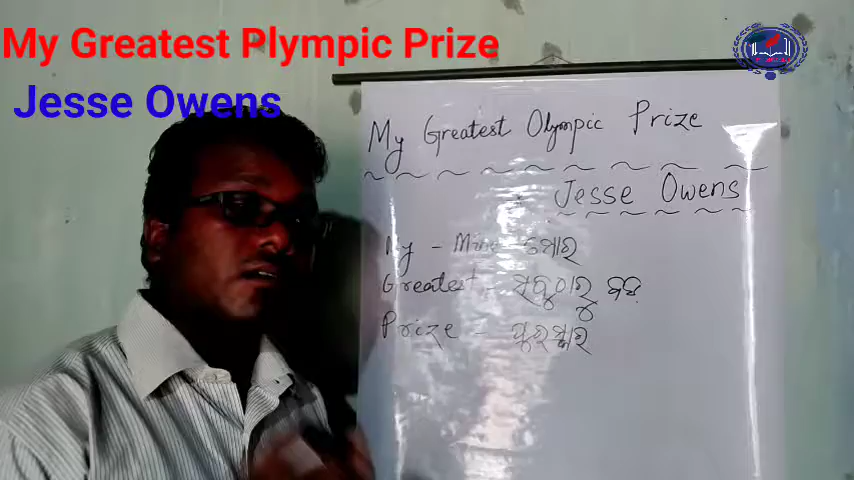 My Greatest Plympic Prize
Jesse Owens
My Greatest Olympic Prize
Jesse Owens
My - Mine ମୋର
Greatest - ସବୁଠାରୁ ବଡ଼
Prize - ପୁରସ୍କାର